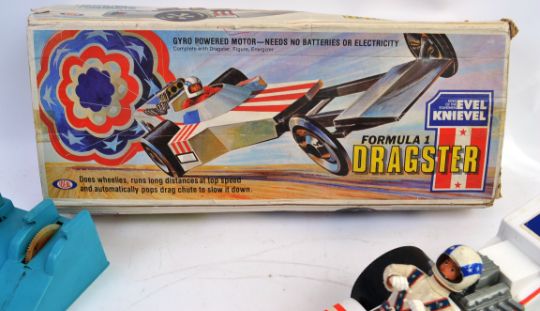 GYRO POWERED MOTOR—NEEDS NO BATTERIES OR ELECTRICITY
Complete with Dragster, Figure, Energizer
EVEL
KNIEVEL
FORMULA 1
DRAGSTER
IDEAL
Does wheelies, runs long distances at top speed
and automatically pops drag chute to slow it down.